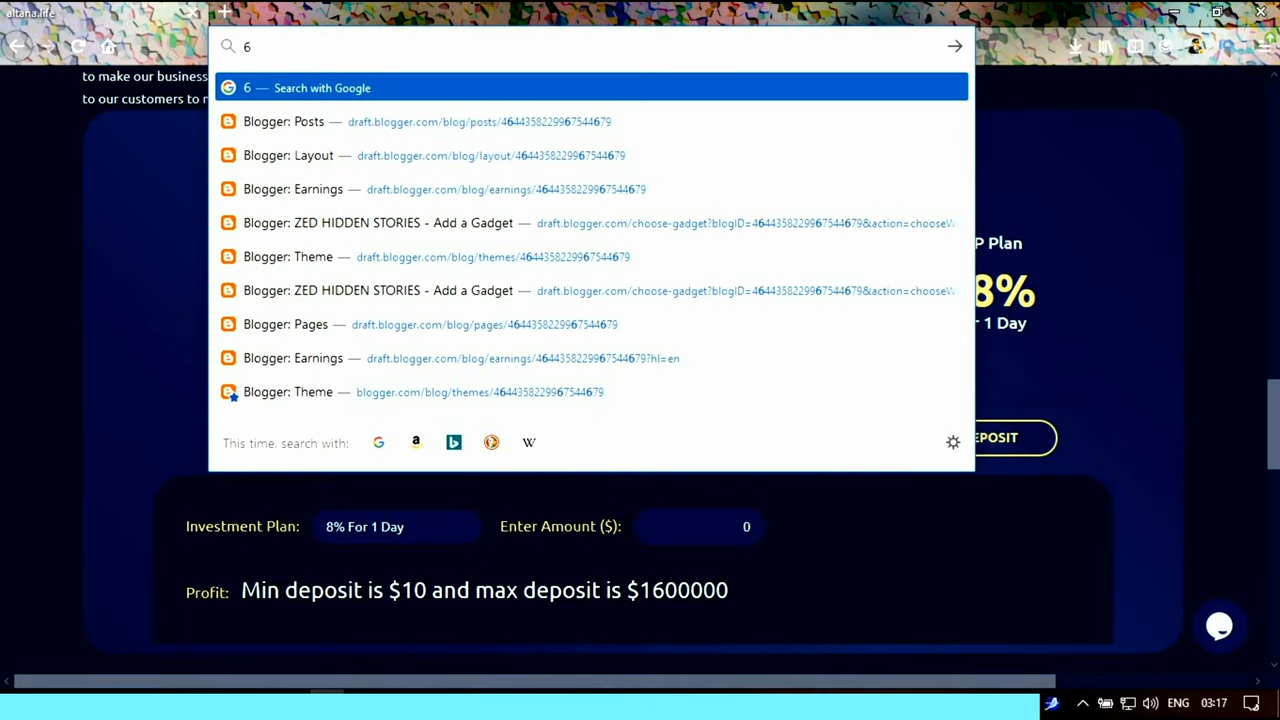 altana.life
6
6 — Search with Google
Blogger: Posts — draft.blogger.com/blog/posts/4644358229967544679
Blogger: Layout — draft.blogger.com/blog/layout/4644358229967544679
Blogger: Earnings — draft.blogger.com/blog/earnings/4644358229967544679
Blogger: ZED HIDDEN STORIES - Add a Gadget — draft.blogger.com/choose-gadget?blogID=4644358229967544679&action=chooseW
Blogger: Theme — draft.blogger.com/blog/themes/4644358229967544679
Blogger: ZED HIDDEN STORIES - Add a Gadget — draft.blogger.com/choose-gadget?blogID=4644358229967544679&action=chooseW
Blogger: Pages — draft.blogger.com/blog/pages/4644358229967544679
Blogger: Earnings — draft.blogger.com/blog/earnings/4644358229967544679?hl=en
Blogger: Theme — blogger.com/blog/themes/4644358229967544679
This time, search with:
to make our business
to our customers to
P Plan
8%
1 Day
EPOSIT
Investment Plan: 8% For 1 Day Enter Amount ($): 0
Profit: Min deposit is $10 and max deposit is $1600000
ENG 03:17